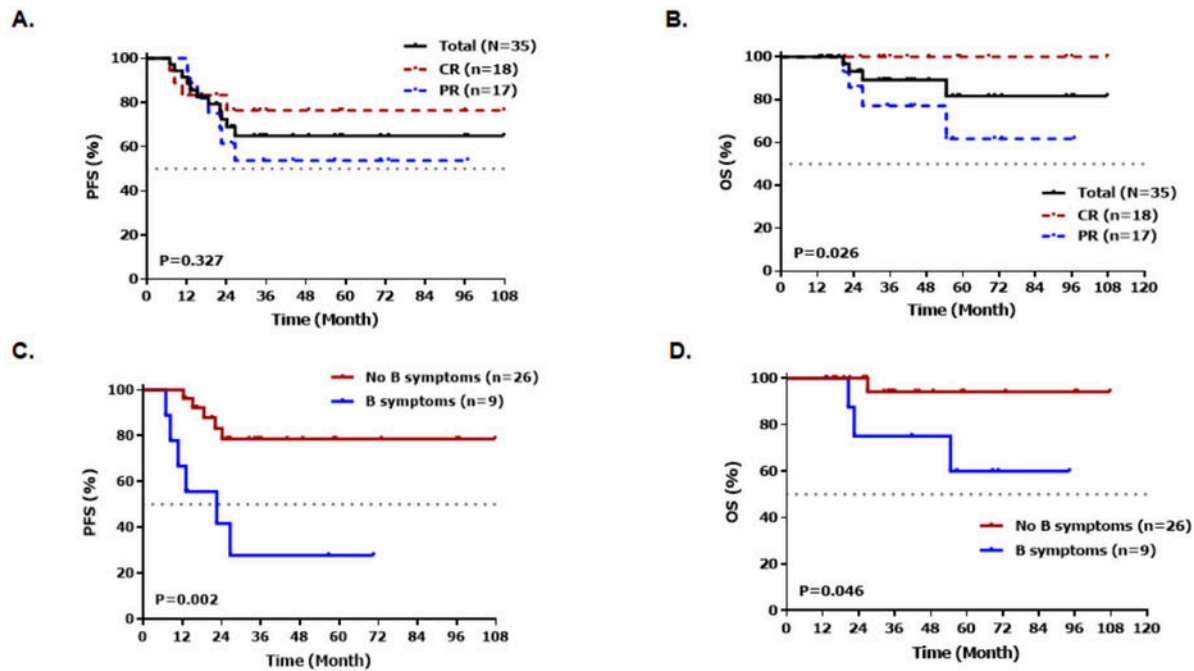 A.
PFS (%)
100
80
60
40
20
0
Total (N=35)
CR (n=18)
PR (n=17)
P=0.327
0 12 24 36 48 60 72 84 96 108
Time (Month)
B.
OS (%)
100
80
60
40
20
0
Total (N=35)
CR (n=18)
PR (n=17)
P=0.026
0 12 24 36 48 60 72 84 96 108 120
Time (Month)
C.
PFS (%)
100
80
60
40
20
0
No B symptoms (n=26)
B symptoms (n=9)
P=0.002
0 12 24 36 48 60 72 84 96 108
Time (Month)
D.
OS (%)
100
80
60
40
20
0
No B symptoms (n=26)
B symptoms (n=9)
P=0.046
0 12 24 36 48 60 72 84 96 108 120
Time (Month)